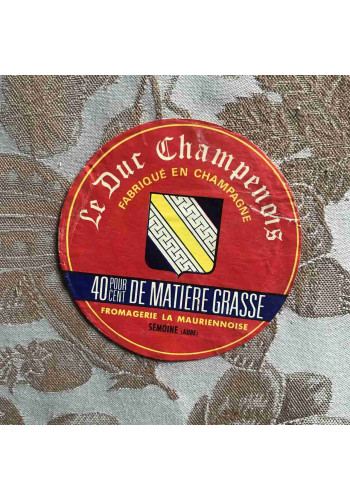 Le Duc Champenois
FABRIQUÉ EN CHAMPAGNE
40 POUR CENT DE MATIÈRE GRASSE
FROMAGERIE LA MAURIENNOISE
SEMOINE (AUBE)